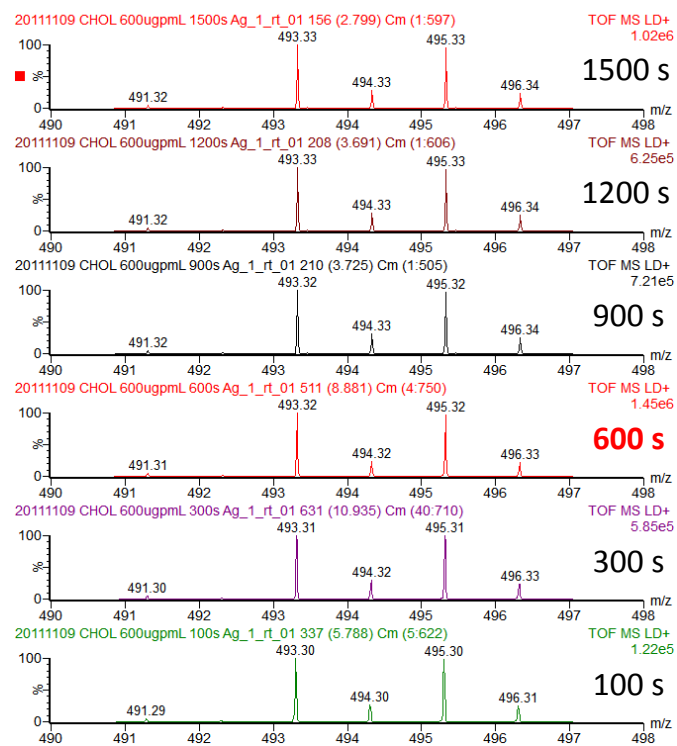 20111109 CHOL 600ugpmL 1500s Ag_1_rt_01 156 (2.799) Cm (1:597) TOF MS LD+
1.02e6
1500 s
100
%
0
491.32 493.33 494.33 495.33 496.34
m/z
490 491 492 493 494 495 496 497 498
20111109 CHOL 600ugpmL 1200s Ag_1_rt_01 208 (3.691) Cm (1:606) TOF MS LD+
6.25e5
1200 s
100
%
0
491.32 493.33 494.33 495.33 496.34
m/z
490 491 492 493 494 495 496 497 498
20111109 CHOL 600ugpmL 900s Ag_1_rt_01 210 (3.725) Cm (1:505) TOF MS LD+
7.21e5
900 s
100
%
0
491.32 493.32 494.33 495.32 496.34
m/z
490 491 492 493 494 495 496 497 498
20111109 CHOL 600ugpmL 600s Ag_1_rt_01 511 (8.881) Cm (4:750) TOF MS LD+
1.45e6
600 s
100
%
0
491.31 493.32 494.32 495.32 496.33
m/z
490 491 492 493 494 495 496 497 498
20111109 CHOL 600ugpmL 300s Ag_1_rt_01 631 (10.935) Cm (40:710) TOF MS LD+
5.85e5
300 s
100
%
0
491.30 493.31 494.32 495.31 496.33
m/z
490 491 492 493 494 495 496 497 498
20111109 CHOL 600ugpmL 100s Ag_1_rt_01 337 (5.788) Cm (5:622) TOF MS LD+
1.22e5
100 s
100
%
0
491.29 493.30 494.30 495.30 496.31
m/z
490 491 492 493 494 495 496 497 498